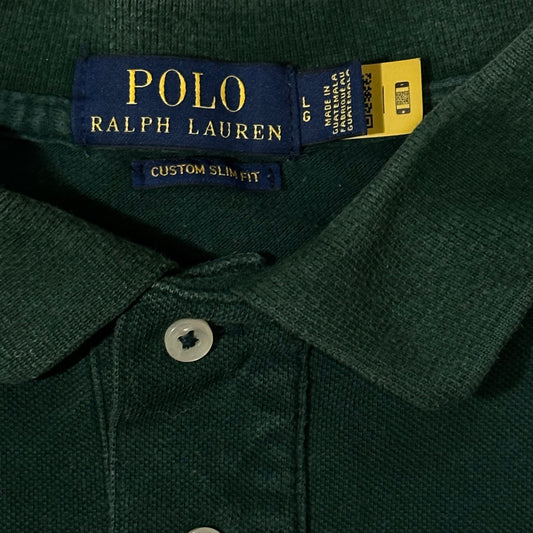 POLO
RALPH LAUREN
L
G
MADE IN
GUATEMALA
FABRIQUÉ AU
GUATEMALA
CUSTOM SLIM FIT